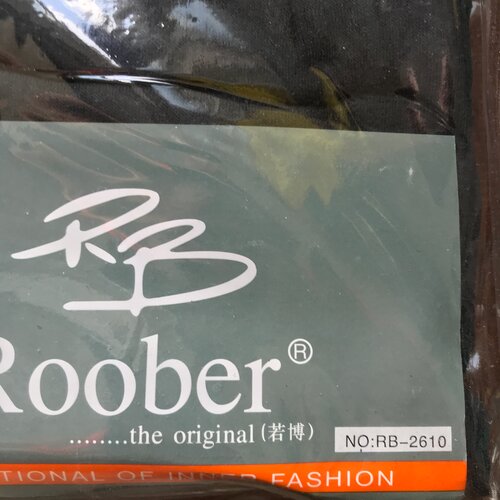 RB
Roober®
........the original(若博)
NO:RB-2610
TIONAL OF INNER FASHION